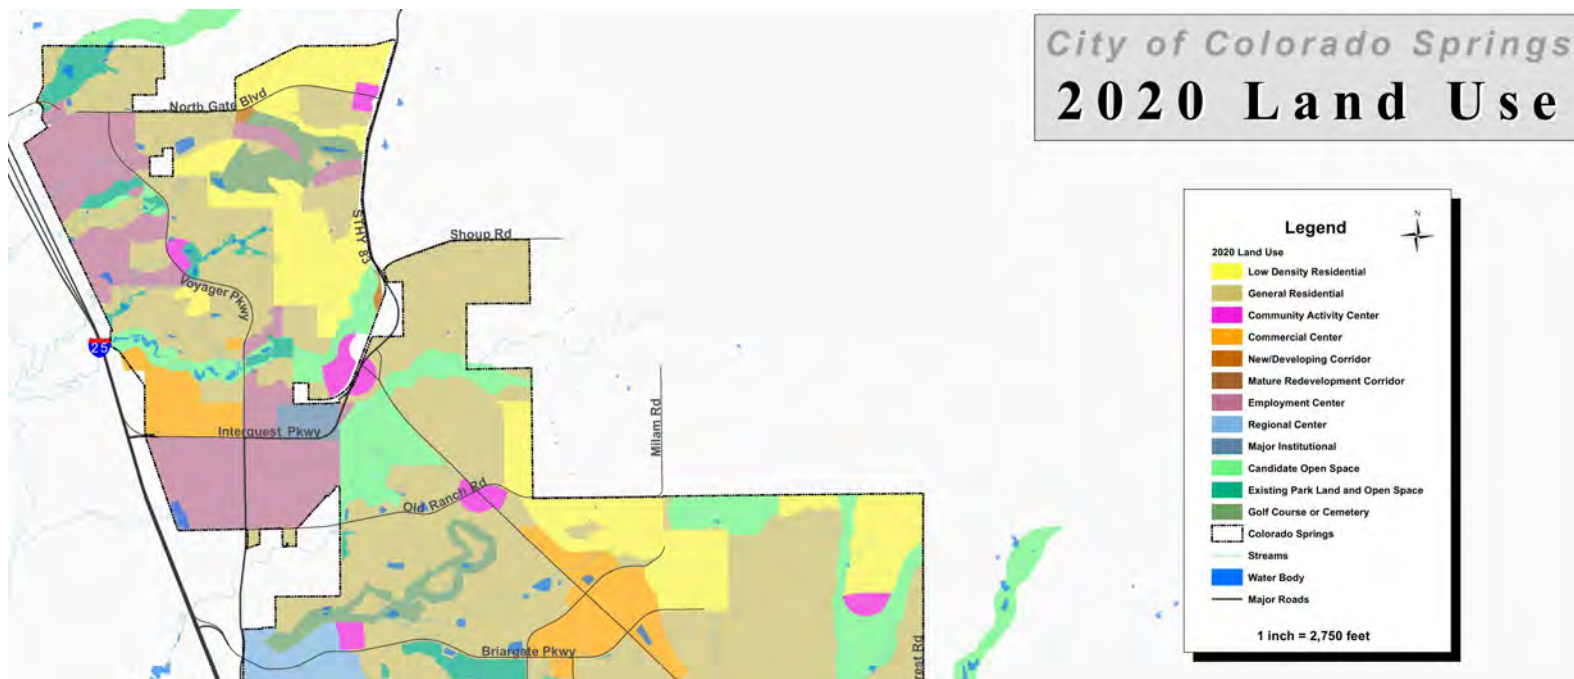 City of Colorado Springs
2020 Land Use
North Gate Blvd
STHY 83
Shoup Rd
Voyager Pkwy
25
Interquest Pkwy
Milam Rd
Old Ranch Rd
Briargate Pkwy
rest Rd
Legend
N
2020 Land Use
Low Density Residential
General Residential
Community Activity Center
Commercial Center
New/Developing Corridor
Mature Redevelopment Corridor
Employment Center
Regional Center
Major Institutional
Candidate Open Space
Existing Park Land and Open Space
Golf Course or Cemetery
Colorado Springs
Streams
Water Body
Major Roads
1 inch = 2,750 feet